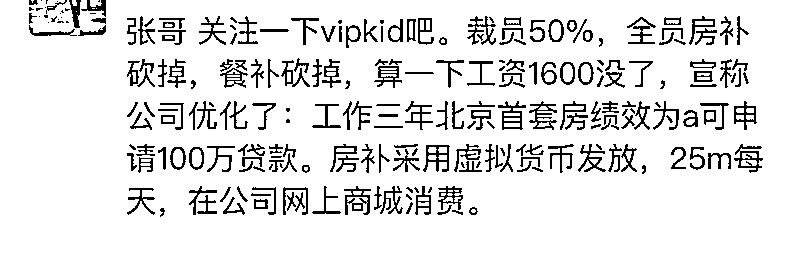 张哥 关注一下vipkid吧。裁员50%，全员房补
砍掉，餐补砍掉，算一下工资1600没了，宣称
公司优化了：工作三年北京首套房绩效为a可申
请100万贷款。房补采用虚拟货币发放，25m每
天，在公司网上商城消费。